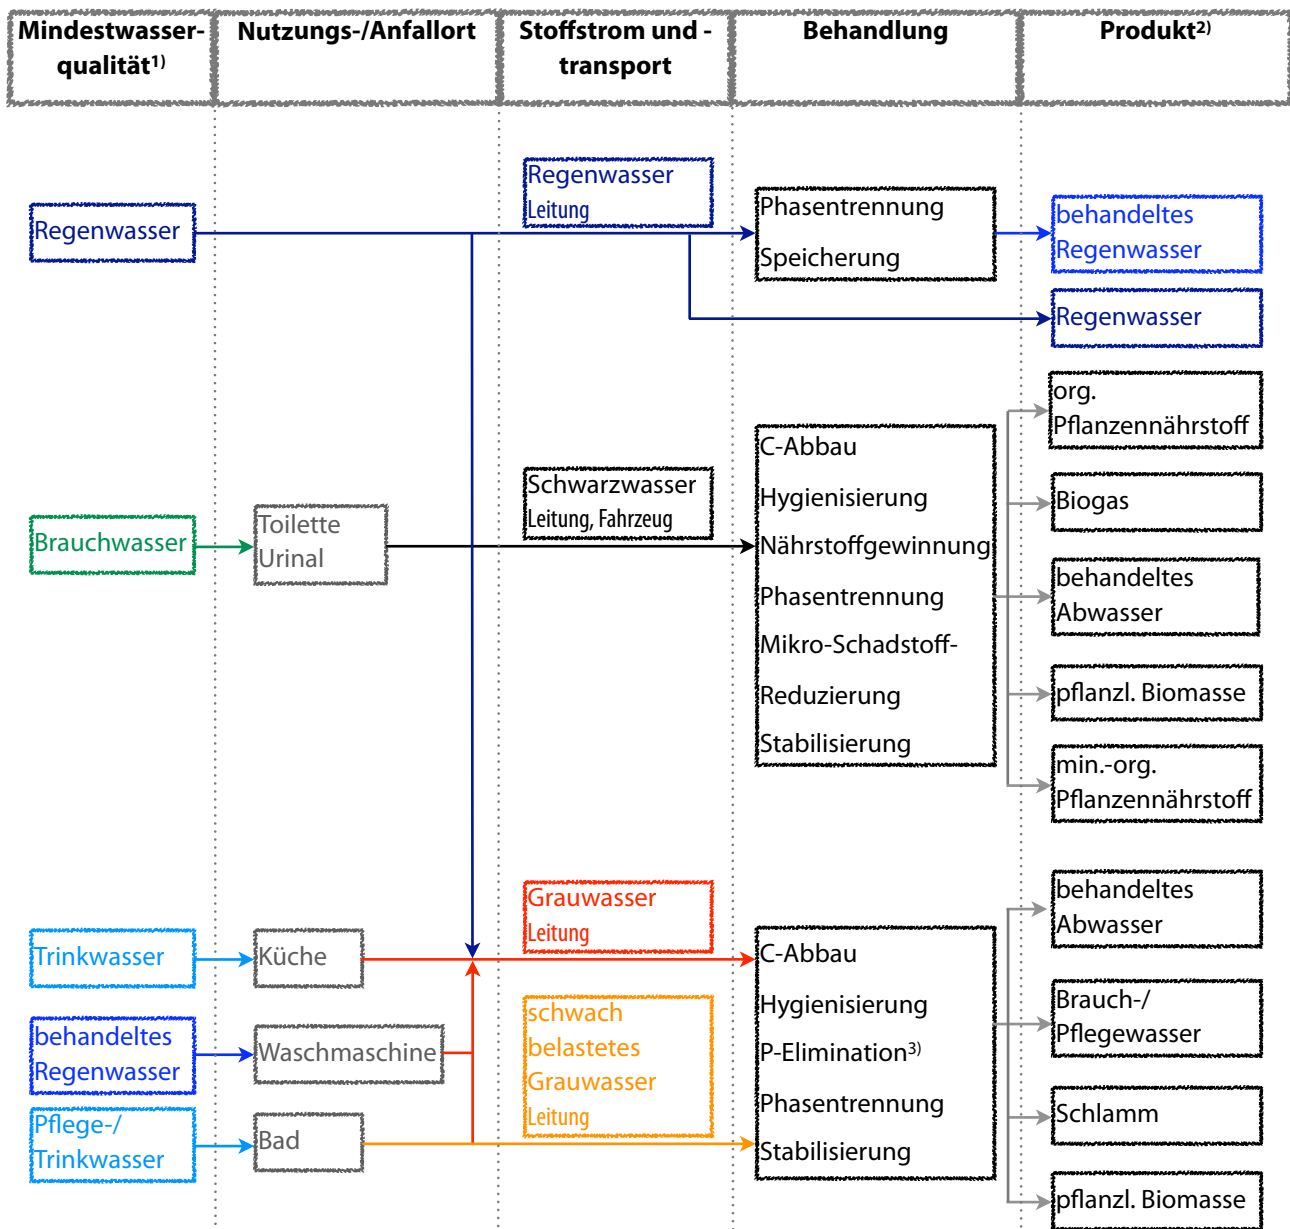 Mindestwasser-
qualität1)
Nutzungs-/Anfallort
Stoffstrom und -
transport
Behandlung
Produkt2)
Regenwasser
Regenwasser
Leitung
Phasentrennung
Speicherung
behandeltes
Regenwasser
Regenwasser
Brauchwasser
Toilette
Urinal
Schwarzwasser
Leitung, Fahrzeug
C-Abbau
Hygienisierung
Nährstoffgewinnung
Phasentrennung
Mikro-Schadstoff-
Reduzierung
Stabilisierung
org.
Pflanzennährstoff
Biogas
behandeltes
Abwasser
pflanzl. Biomasse
min.-org.
Pflanzennährstoff
Trinkwasser
Küche
Grauwasser
Leitung
behandeltes
Regenwasser
Waschmaschine
schwach
belastetes
Grauwasser
Leitung
Pflege-/
Trinkwasser
Bad
C-Abbau
Hygienisierung
P-Elimination3)
Phasentrennung
Stabilisierung
behandeltes
Abwasser
Brauch-/
Pflegewasser
Schlamm
pflanzl. Biomasse